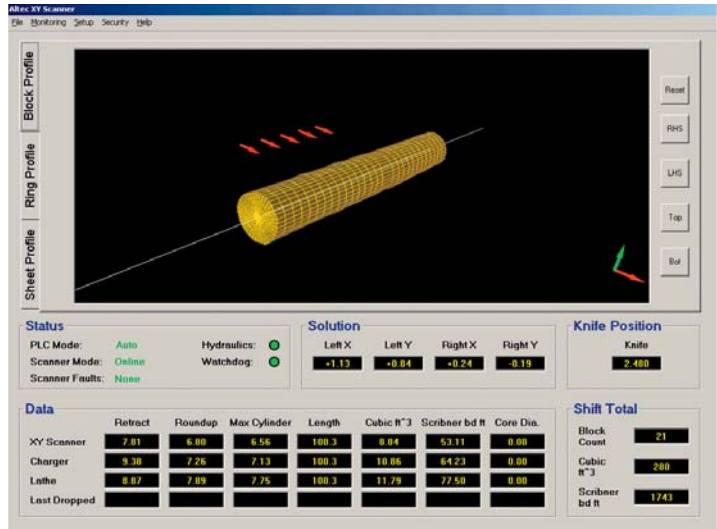 Altec XY Scanner
File Monitoring Setup Security Help
Block Profile
Ring Profile
Sheet Profile
Reset
RHS
LHS
Top
Bot
Status
PLC Mode: Auto Hydraulics:
Scanner Mode: Online Watchdog:
Scanner Faults: None
Solution
Left X Left Y Right X Right Y
+1.13 +0.84 +0.24 -0.19
Knife Position
Knife
2.480
Data
Retract Roundup Max Cylinder Length Cubic ft^3 Scribner bd ft Core Dia.
XY Scanner 7.81 6.80 6.56 100.3 8.84 53.11 0.00
Charger 9.38 7.26 7.13 100.3 10.06 64.23 0.00
Lathe 8.87 7.89 7.75 100.3 11.79 77.50 0.00
Last Dropped
Shift Total
Block Count 21
Cubic ft^3 280
Scribner bd ft 1743